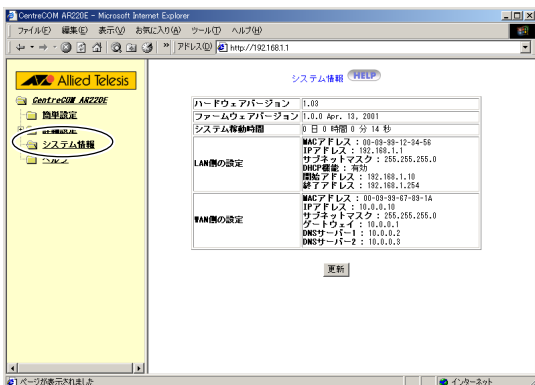 CentreCOM AR220E - Microsoft Internet Explorer
ファイル(F) 編集(E) 表示(V) お気に入り(A) ツール(T) ヘルプ(H)
アドレス(D) http://192.168.1.1
Allied Telesis
CentreCOM AR220E
簡単設定
システム情報
ヘルプ
システム情報 HELP
ハードウェアバージョン 1.03
ファームウェアバージョン 1.0.0 Apr. 13, 2001
システム稼動時間 0 日 0 時間 0 分 14 秒
LAN側の設定
MACアドレス : 00-09-99-12-34-56
IPアドレス : 192.168.1.1
サブネットマスク : 255.255.255.0
DHCP機能 : 有効
開始アドレス : 192.168.1.10
終了アドレス : 192.168.1.254
WAN側の設定
MACアドレス : 00-09-99-67-89-1A
IPアドレス : 10.0.0.10
サブネットマスク : 255.255.255.0
ゲートウェイ : 10.0.0.1
DNSサーバー1 : 10.0.0.2
DNSサーバー2 : 10.0.0.3
更新
ページが表示されました
インターネット